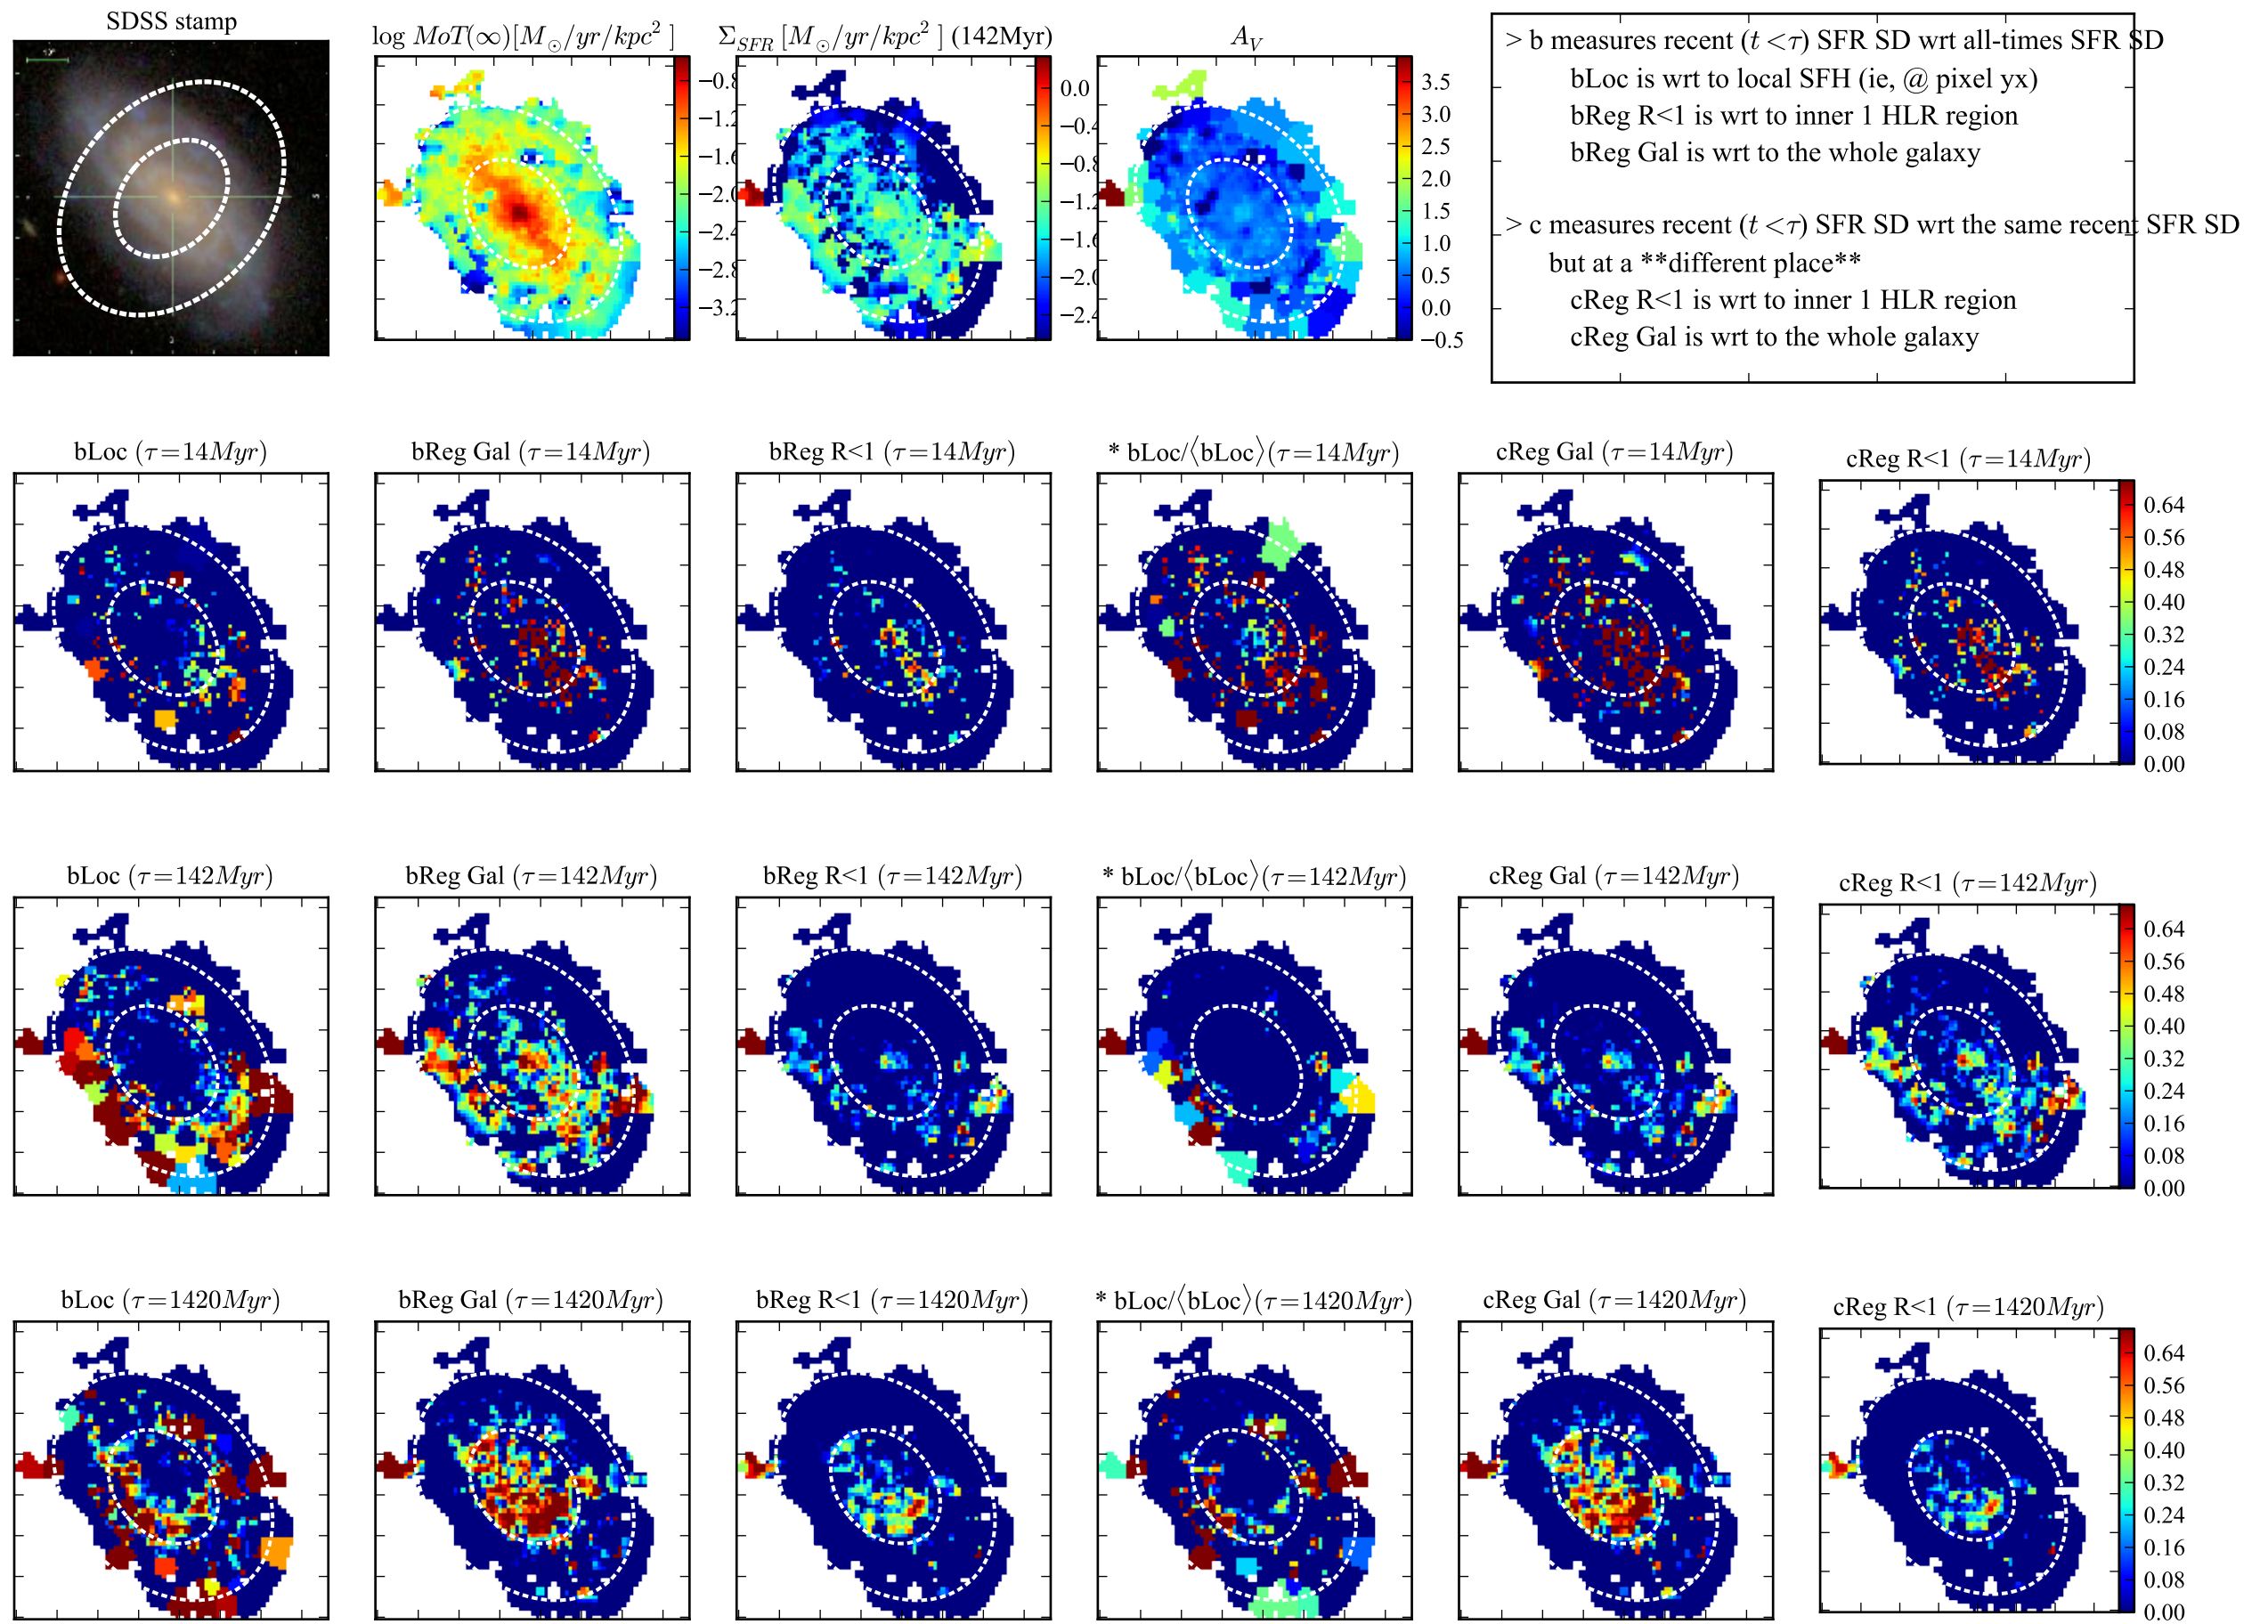 SDSS stamp
log MoT(∞)[M⊙/yr/kpc² ]
Σ_SFR [M⊙/yr/kpc² ] (142Myr)
A_V
−0.8
−1.2
−1.6
−2.0
−2.4
−2.8
−3.2
0.0
−0.4
−0.8
−1.2
−1.6
−2.0
−2.4
3.5
3.0
2.5
2.0
1.5
1.0
0.5
0.0
−0.5
> b measures recent (t <τ) SFR SD wrt all-times SFR SD
bLoc is wrt to local SFH (ie, @ pixel yx)
bReg R<1 is wrt to inner 1 HLR region
bReg Gal is wrt to the whole galaxy
> c measures recent (t <τ) SFR SD wrt the same recent SFR SD
but at a **different place**
cReg R<1 is wrt to inner 1 HLR region
cReg Gal is wrt to the whole galaxy
bLoc (τ=14Myr)
bReg Gal (τ=14Myr)
bReg R<1 (τ=14Myr)
* bLoc/⟨bLoc⟩(τ=14Myr)
cReg Gal (τ=14Myr)
cReg R<1 (τ=14Myr)
0.64
0.56
0.48
0.40
0.32
0.24
0.16
0.08
0.00
bLoc (τ=142Myr)
bReg Gal (τ=142Myr)
bReg R<1 (τ=142Myr)
* bLoc/⟨bLoc⟩(τ=142Myr)
cReg Gal (τ=142Myr)
cReg R<1 (τ=142Myr)
0.64
0.56
0.48
0.40
0.32
0.24
0.16
0.08
0.00
bLoc (τ=1420Myr)
bReg Gal (τ=1420Myr)
bReg R<1 (τ=1420Myr)
* bLoc/⟨bLoc⟩(τ=1420Myr)
cReg Gal (τ=1420Myr)
cReg R<1 (τ=1420Myr)
0.64
0.56
0.48
0.40
0.32
0.24
0.16
0.08
0.00